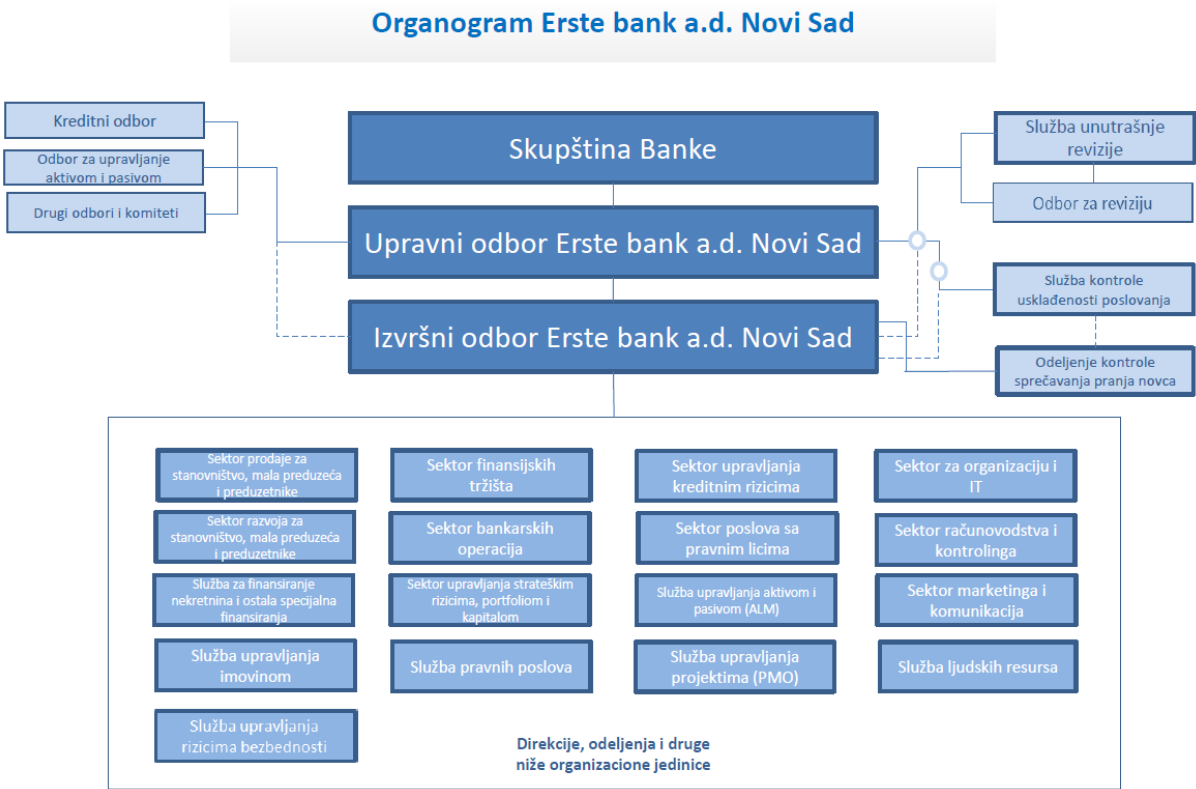 Organogram Erste bank a.d. Novi Sad
Kreditni odbor
Odbor za upravljanje
aktivom i pasivom
Drugi odbori i komiteti
Skupština Banke
Upravni odbor Erste bank a.d. Novi Sad
Izvršni odbor Erste bank a.d. Novi Sad
Služba unutrašnje
revizije
Odbor za reviziju
Služba kontrole
usklađenosti poslovanja
Odeljenje kontrole
sprečavanja pranja novca
Sektor prodaje za
stanovništvo, mala preduzeća
i preduzetnike
Sektor finansijskih
tržišta
Sektor upravljanja
kreditnim rizicima
Sektor za organizaciju i
IT
Sektor razvoja za
stanovništvo, mala preduzeća
i preduzetnike
Sektor bankarskih
operacija
Sektor poslova sa
pravnim licima
Sektor računovodstva i
kontrolinga
Služba za finansiranje
nekretnina i ostala specijalna
finansiranja
Sektor upravljanja strateškim
rizicima, portfoliom i
kapitalom
Služba upravljanja aktivom i
pasivom (ALM)
Sektor marketinga i
komunikacija
Služba upravljanja
imovinom
Služba pravnih poslova
Služba upravljanja
projektima (PMO)
Služba ljudskih resursa
Služba upravljanja
rizicima bezbednosti
Direkcije, odeljenja i druge
niže organizacione jedinice